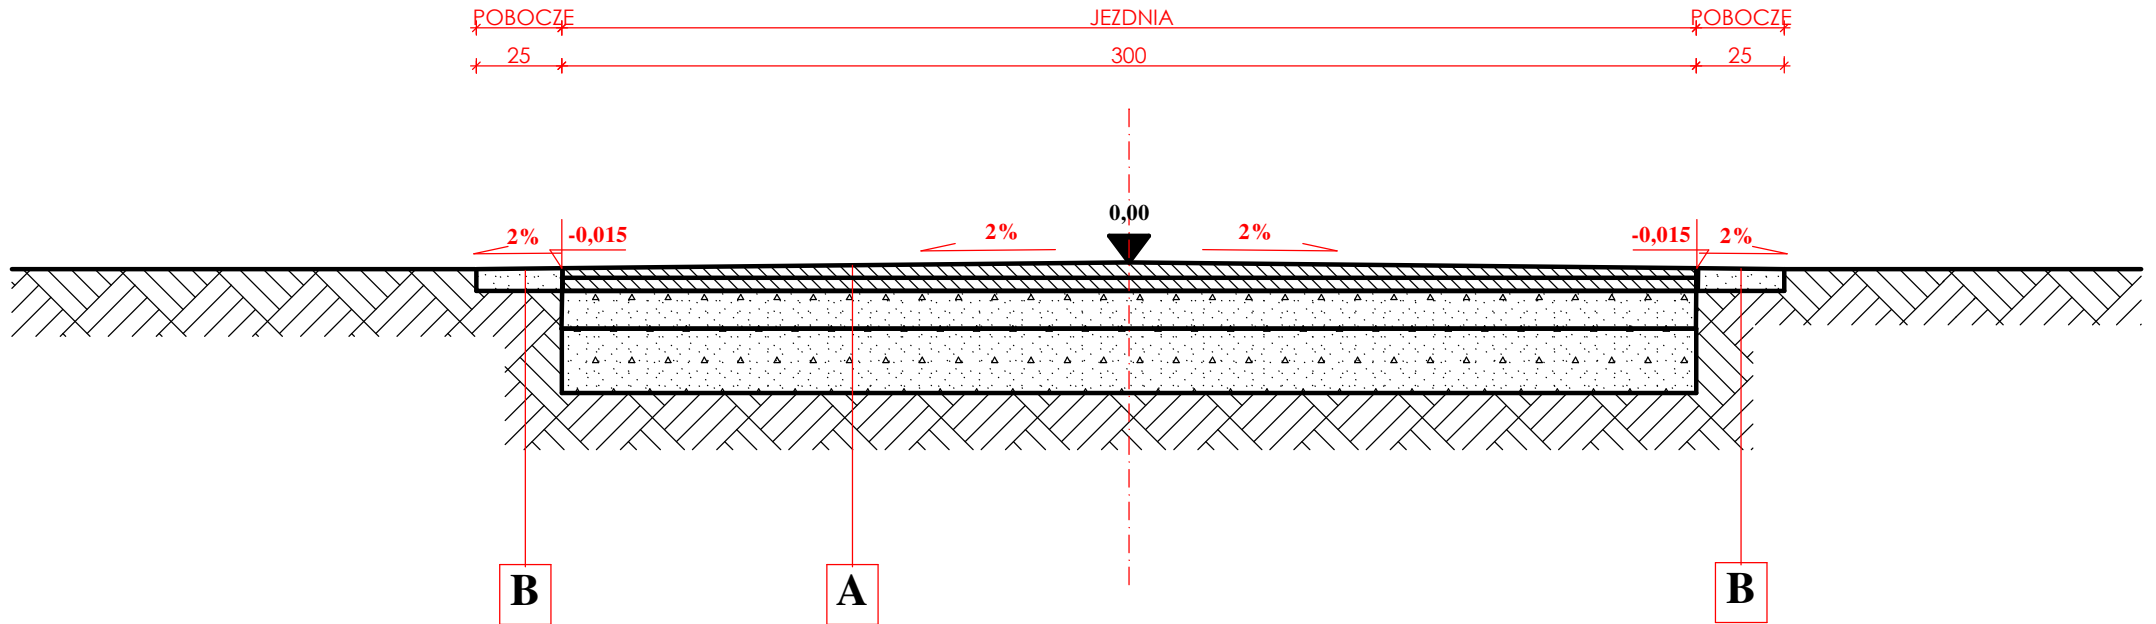 POBOCZE JEZDNIA POBOCZE
25 300 25
0,00
2% -0,015 2% 2% -0,015 2%
B A B